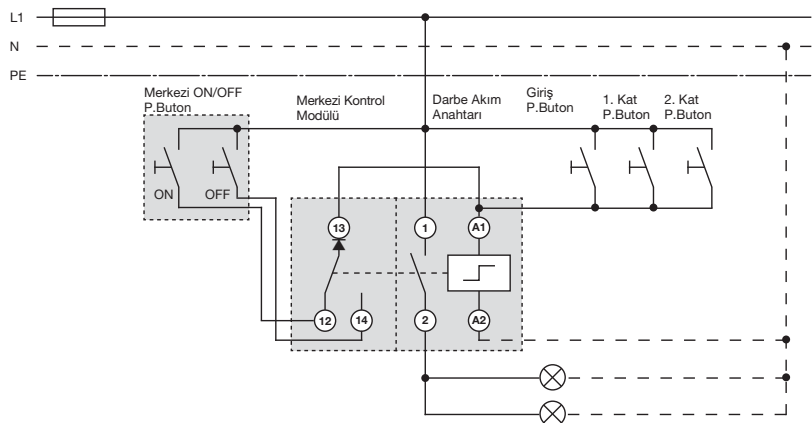 L1
N
PE
Merkezi ON/OFF
P.Buton
Merkezi Kontrol
Modülü
Darbe Akım
Anahtarı
Giriş
P.Buton
1. Kat
P.Buton
2. Kat
P.Buton
ON
OFF
13
1
A1
12
14
2
A2